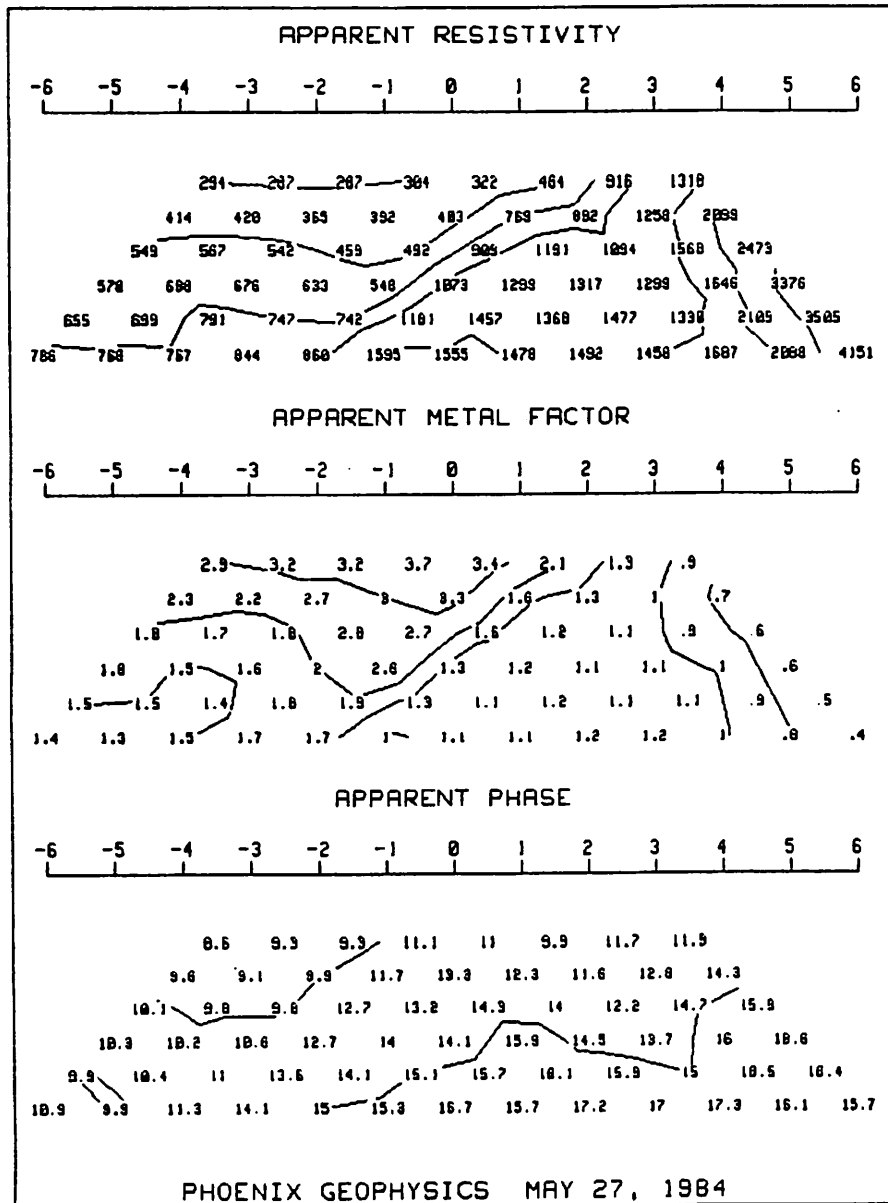 APPARENT RESISTIVITY
-6 -5 -4 -3 -2 -1 0 1 2 3 4 5 6
294 287 287 304 322 464 916 1318
414 420 365 392 403 769 892 1258 2099
549 567 542 459 492 909 1191 1094 1568 2473
578 688 676 633 548 1073 1299 1317 1299 1646 3376
655 699 791 747 742 1181 1457 1368 1477 1338 2105 3505
786 768 767 844 860 1595 1555 1478 1492 1458 1687 2088 4151
APPARENT METAL FACTOR
-6 -5 -4 -3 -2 -1 0 1 2 3 4 5 6
2.9 3.2 3.2 3.7 3.4 2.1 1.3 .9
2.3 2.2 2.7 3 3.3 1.6 1.3 1 .7
1.8 1.7 1.8 2.8 2.7 1.6 1.2 1.1 .9 .6
1.8 1.5 1.6 2 2.6 1.3 1.2 1.1 1.1 1 .6
1.5 1.5 1.4 1.8 1.9 1.3 1.1 1.2 1.1 1.1 .9 .5
1.4 1.3 1.5 1.7 1.7 1 1.1 1.1 1.2 1.2 1 .8 .4
APPARENT PHASE
-6 -5 -4 -3 -2 -1 0 1 2 3 4 5 6
8.6 9.3 9.3 11.1 11 9.9 11.7 11.9
9.6 9.1 9.9 11.7 13.3 12.3 11.6 12.8 14.3
10.1 9.8 9.8 12.7 13.2 14.9 14 12.2 14.7 15.9
10.3 10.2 10.6 12.7 14 14.1 15.9 14.5 13.7 16 18.6
9.9 10.4 11 13.6 14.1 15.1 15.7 16.1 15.9 15 18.5 18.4
10.9 9.9 11.3 14.1 15 15.3 16.7 15.7 17.2 17 17.3 16.1 15.7
PHOENIX GEOPHYSICS MAY 27, 1984